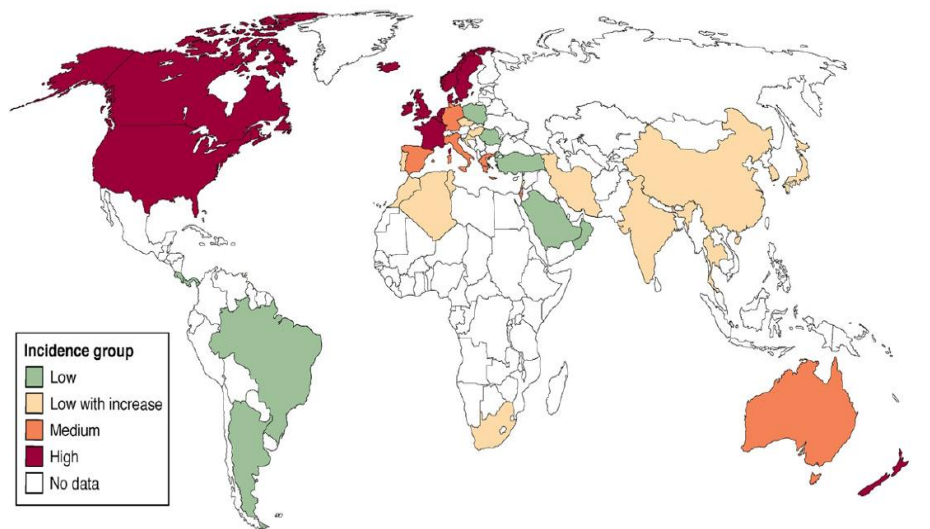 Incidence group
Low
Low with increase
Medium
High
No data